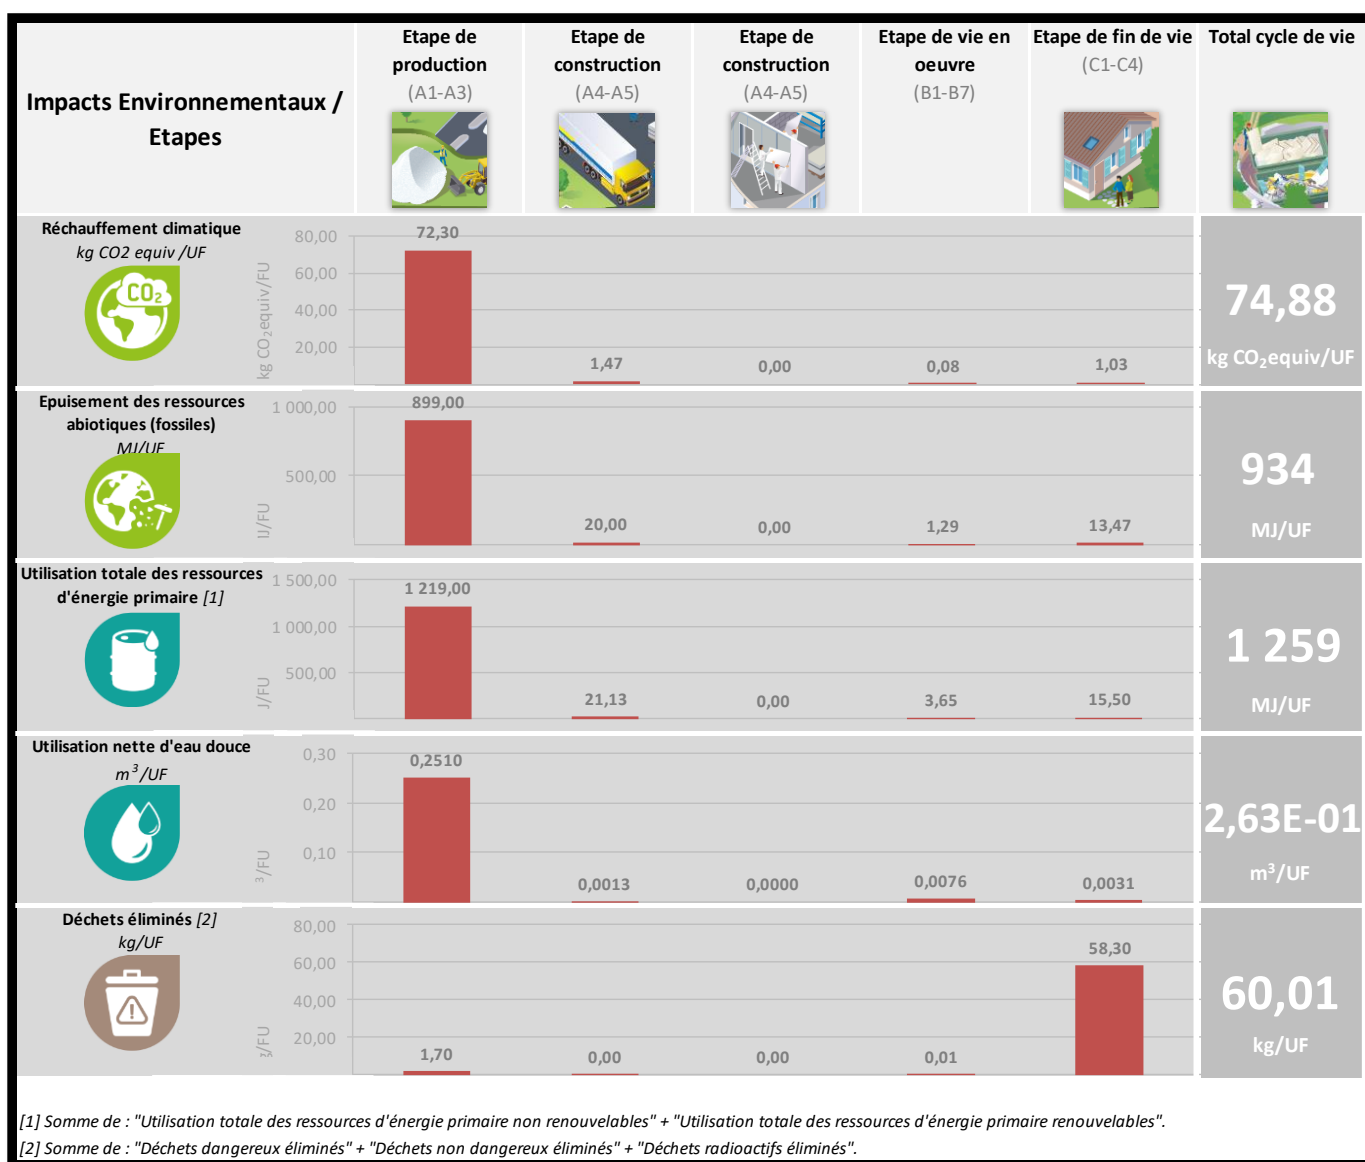 Impacts Environnementaux /
Etapes
Etape de
production
(A1-A3)
Etape de
construction
(A4-A5)
Etape de
construction
(A4-A5)
Etape de vie en
oeuvre
(B1-B7)
Etape de fin de vie
(C1-C4)
Total cycle de vie
Réchauffement climatique
kg CO2 equiv /UF
CO2
kg CO2equiv/FU
80,00
60,00
40,00
20,00
72,30
1,47
0,00
0,08
1,03
74,88
kg CO2equiv/UF
Epuisement des ressources
abiotiques (fossiles)
MJ/UF
IJ/FU
1 000,00
500,00
899,00
20,00
0,00
1,29
13,47
934
MJ/UF
Utilisation totale des ressources
d'énergie primaire [1]
J/FU
1 500,00
1 000,00
500,00
1 219,00
21,13
0,00
3,65
15,50
1 259
MJ/UF
Utilisation nette d'eau douce
m3/UF
3/FU
0,30
0,20
0,10
0,2510
0,0013
0,0000
0,0076
0,0031
2,63E-01
m³/UF
Déchets éliminés [2]
kg/UF
/FU
80,00
60,00
40,00
20,00
1,70
0,00
0,00
0,01
58,30
60,01
kg/UF
[1] Somme de : "Utilisation totale des ressources d'énergie primaire non renouvelables" + "Utilisation totale des ressources d'énergie primaire renouvelables".
[2] Somme de : "Déchets dangereux éliminés" + "Déchets non dangereux éliminés" + "Déchets radioactifs éliminés".